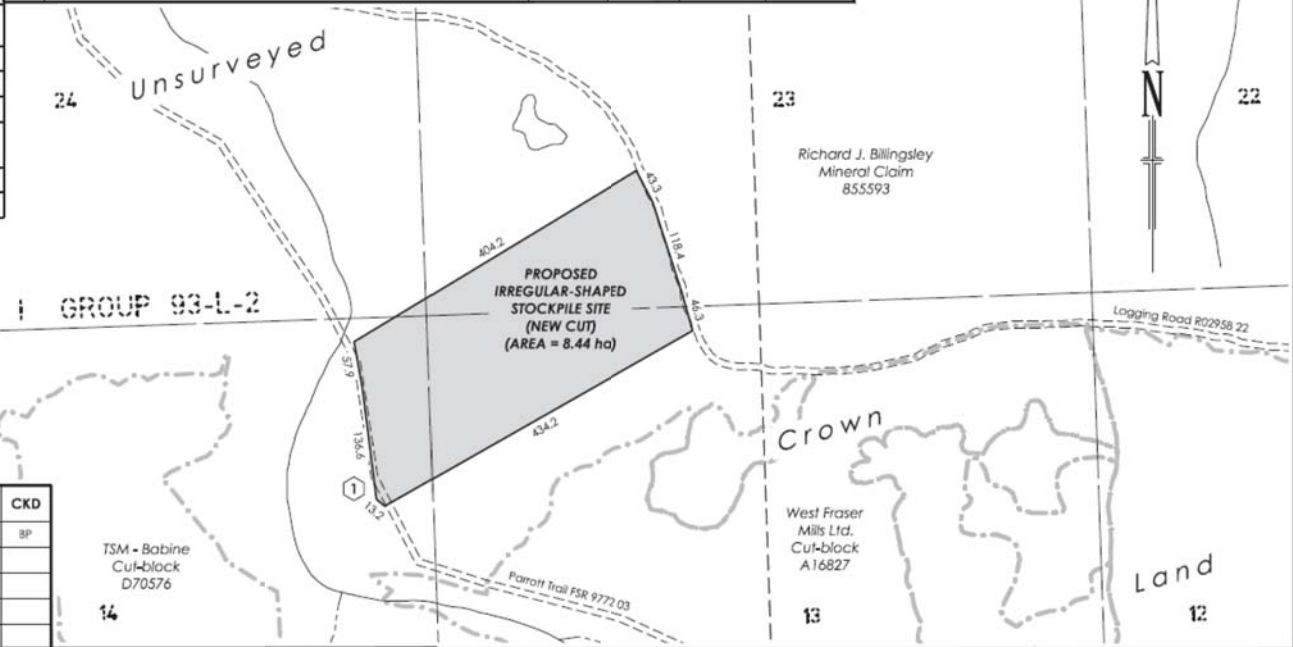 Unsurveyed
24
23
N
22
Richard J. Billingsley
Mineral Claim
855593
43.3
118.4
46.3
404.2
PROPOSED
IRREGULAR-SHAPED
STOCKPILE SITE
(NEW CUT)
(AREA = 8.44 ha)
GROUP 93-L-2
Logging Road R02958 22
57.9
136.6
434.2
1
13.2
Crown
CKD
BP
TSM - Babine
Cut-block
D70576
14
Parrott Trail FSR 9772 03
West Fraser
Mills Ltd.
Cut-block
A16827
13
Land
12